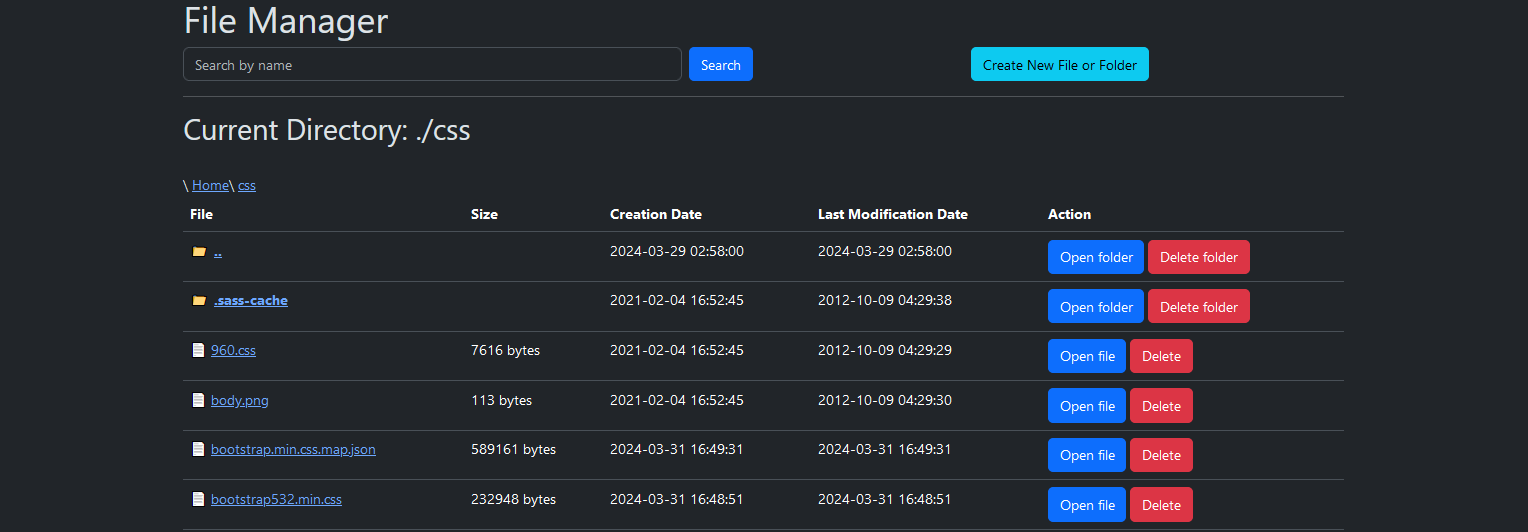 File Manager
Search by name Search Create New File or Folder
Current Directory: ./css
\ Home\ css
File Size Creation Date Last Modification Date Action
.. 2024-03-29 02:58:00 2024-03-29 02:58:00 Open folder Delete folder
.sass-cache 2021-02-04 16:52:45 2012-10-09 04:29:38 Open folder Delete folder
960.css 7616 bytes 2021-02-04 16:52:45 2012-10-09 04:29:29 Open file Delete
body.png 113 bytes 2021-02-04 16:52:45 2012-10-09 04:29:30 Open file Delete
bootstrap.min.css.map.json 589161 bytes 2024-03-31 16:49:31 2024-03-31 16:49:31 Open file Delete
bootstrap532.min.css 232948 bytes 2024-03-31 16:48:51 2024-03-31 16:48:51 Open file Delete